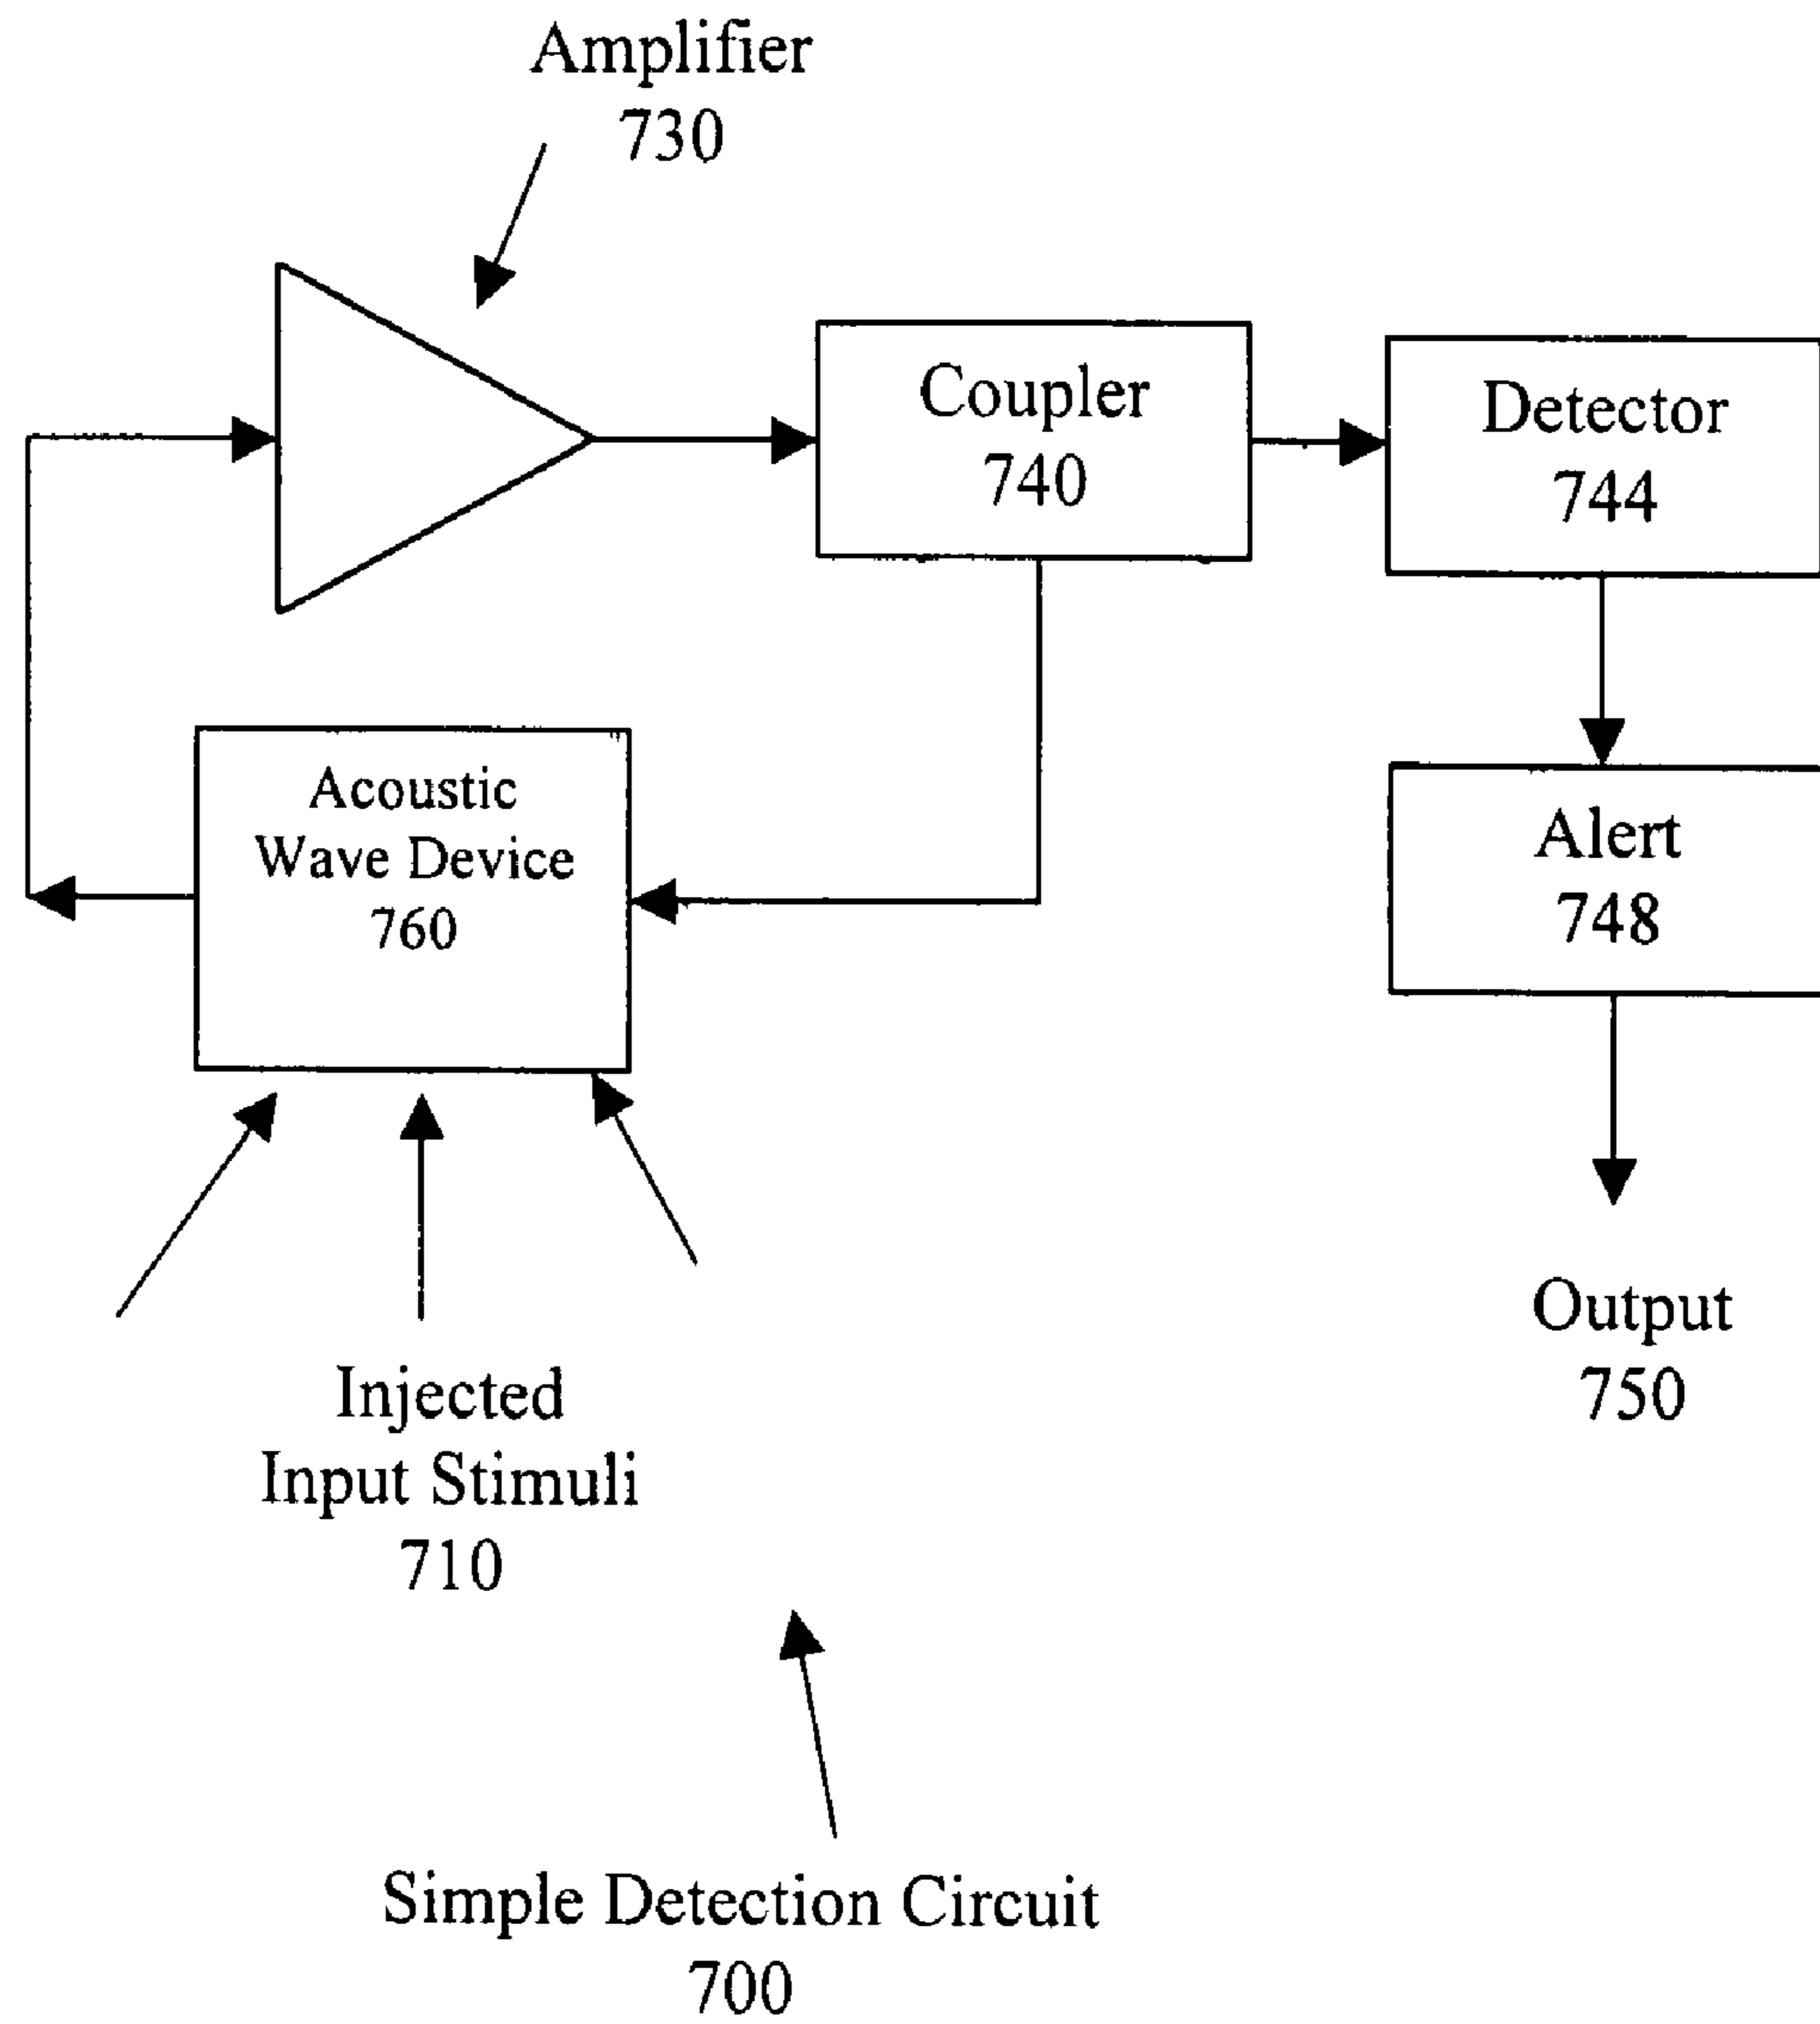 Amplifier
730
Coupler
740
Detector
744
Acoustic
Wave Device
760
Alert
748
Injected
Input Stimuli
710
Output
750
Simple Detection Circuit
700